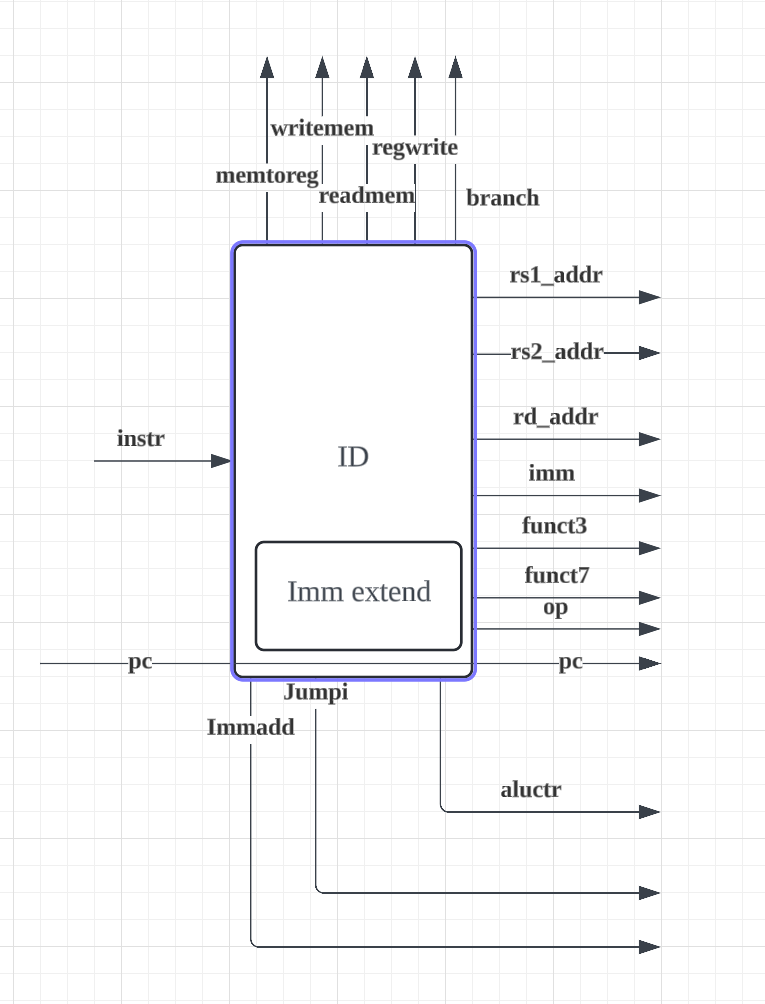 writemem
regwrite
memtoreg
readmem
branch
rs1_addr
rs2_addr
rd_addr
instr
ID
imm
funct3
funct7
Imm extend
op
pc
pc
Jumpi
Immadd
aluctr